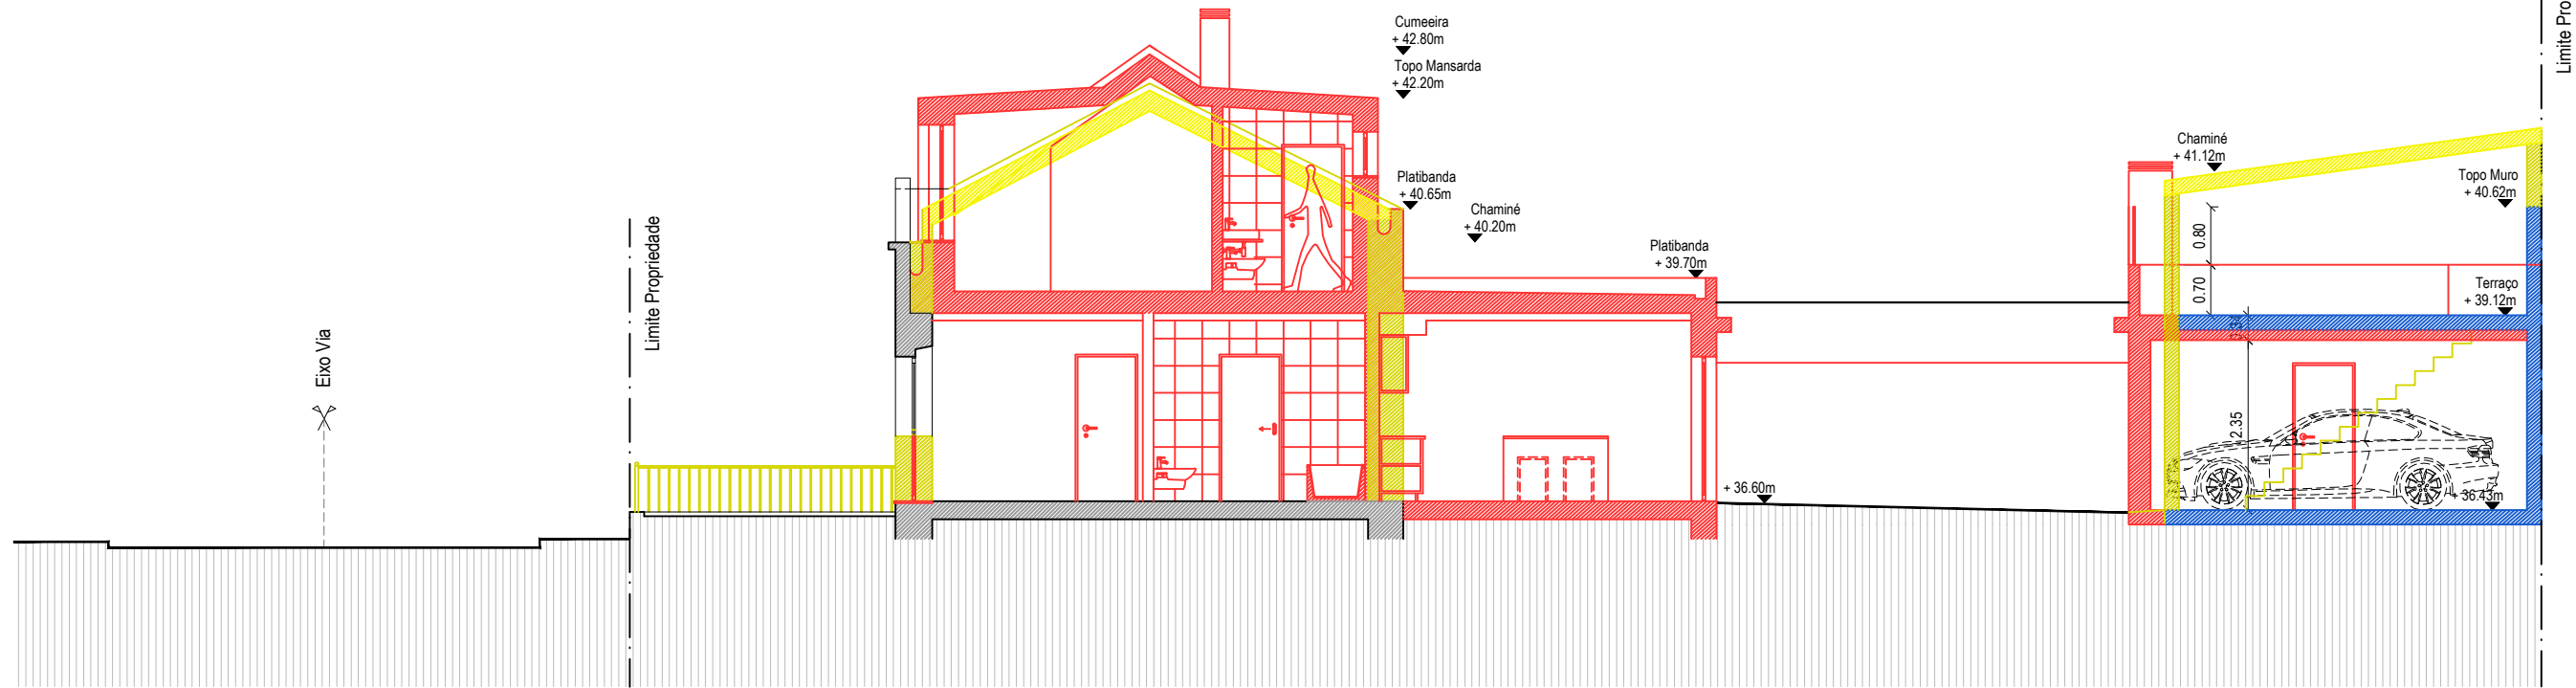 Cumeeira
+ 42.80m
Topo Mansarda
+ 42.20m
Platibanda
+ 40.65m
Chaminé
+ 40.20m
Platibanda
+ 39.70m
Chaminé
+ 41.12m
Topo Muro
+ 40.62m
Terraço
+ 39.12m
0.80
0.70
0.34
2.35
+ 36.60m
+ 36.43m
Eixo Via
Limite Propriedade
Limite Pro